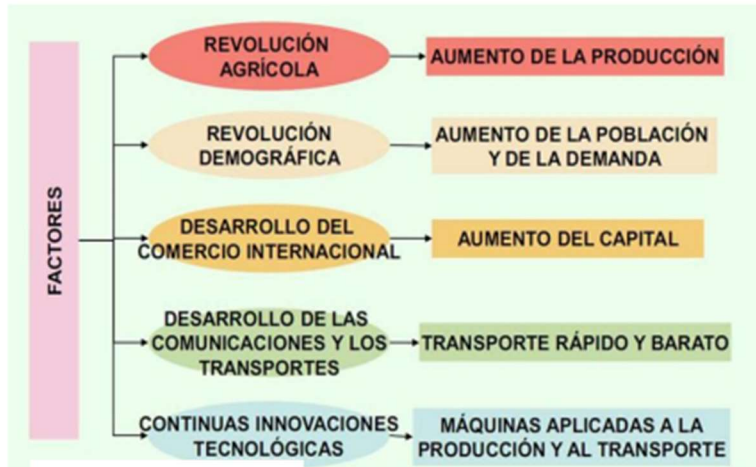 FACTORES
REVOLUCIÓN
AGRÍCOLA
AUMENTO DE LA PRODUCCIÓN
REVOLUCIÓN
DEMOGRÁFICA
AUMENTO DE LA POBLACIÓN
Y DE LA DEMANDA
DESARROLLO DEL
COMERCIO INTERNACIONAL
AUMENTO DEL CAPITAL
DESARROLLO DE LAS
COMUNICACIONES Y LOS
TRANSPORTES
TRANSPORTE RÁPIDO Y BARATO
CONTINUAS INNOVACIONES
TECNOLÓGICAS
MÁQUINAS APLICADAS A LA
PRODUCCIÓN Y AL TRANSPORTE